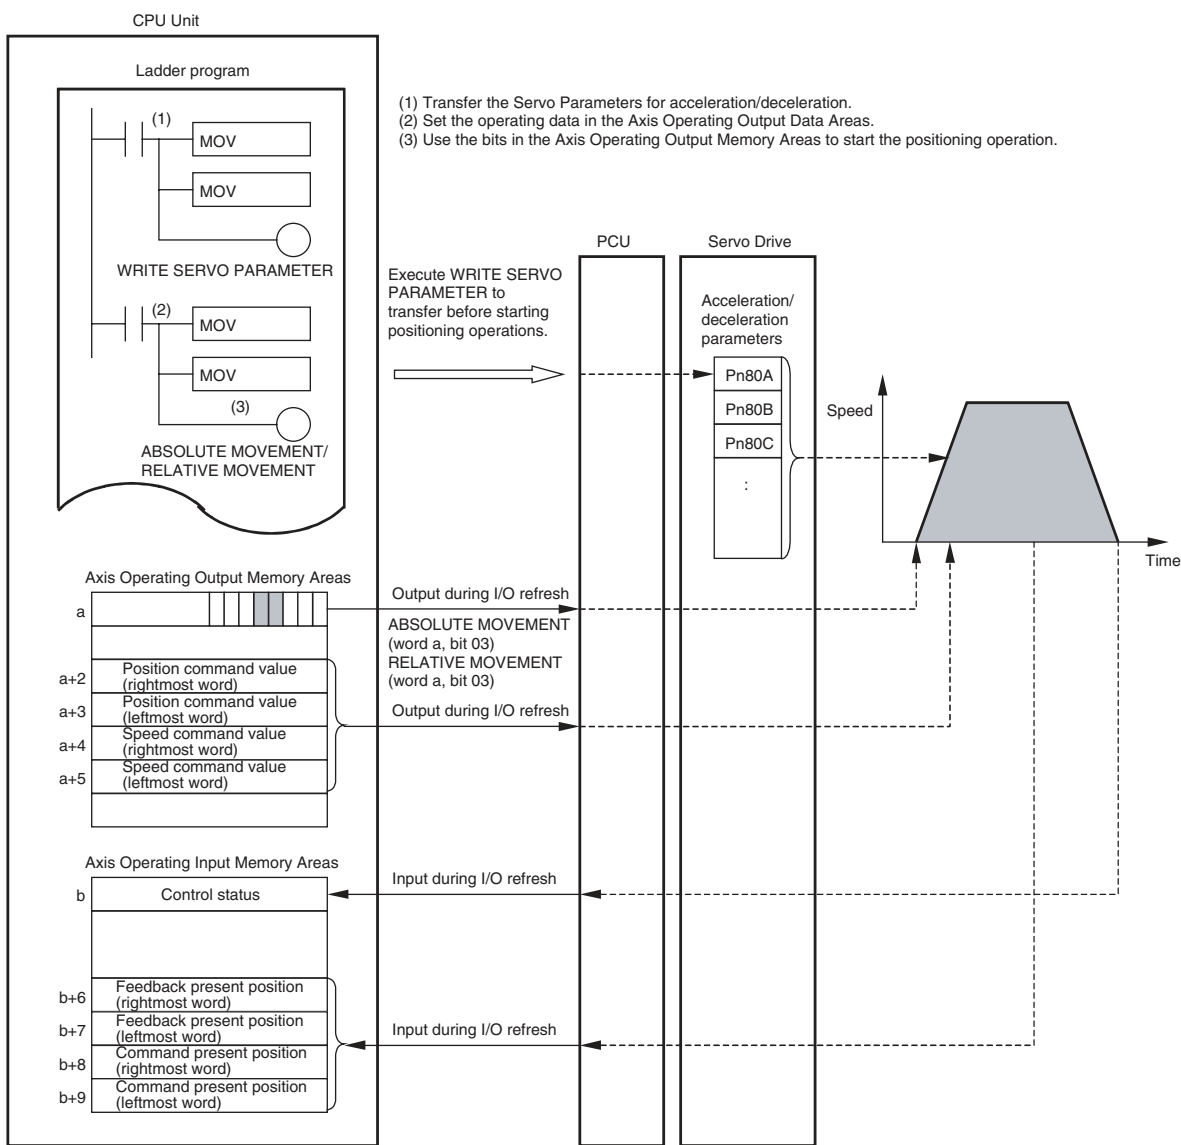 CPU Unit
Ladder program
(1)
MOV
MOV
WRITE SERVO PARAMETER
(2)
MOV
MOV
(3)
ABSOLUTE MOVEMENT/
RELATIVE MOVEMENT
(1) Transfer the Servo Parameters for acceleration/deceleration.
(2) Set the operating data in the Axis Operating Output Data Areas.
(3) Use the bits in the Axis Operating Output Memory Areas to start the positioning operation.
Execute WRITE SERVO
PARAMETER to
transfer before starting
positioning operations.
PCU
Servo Drive
Acceleration/
deceleration
parameters
Pn80A
Pn80B
Pn80C
:
Speed
Time
Axis Operating Output Memory Areas
a
Output during I/O refresh
ABSOLUTE MOVEMENT
(word a, bit 03)
RELATIVE MOVEMENT
(word a, bit 03)
Output during I/O refresh
a+2
Position command value
(rightmost word)
a+3
Position command value
(leftmost word)
a+4
Speed command value
(rightmost word)
a+5
Speed command value
(leftmost word)
Axis Operating Input Memory Areas
b
Control status
Input during I/O refresh
b+6
Feedback present position
(rightmost word)
b+7
Feedback present position
(leftmost word)
Input during I/O refresh
b+8
Command present position
(rightmost word)
b+9
Command present position
(leftmost word)